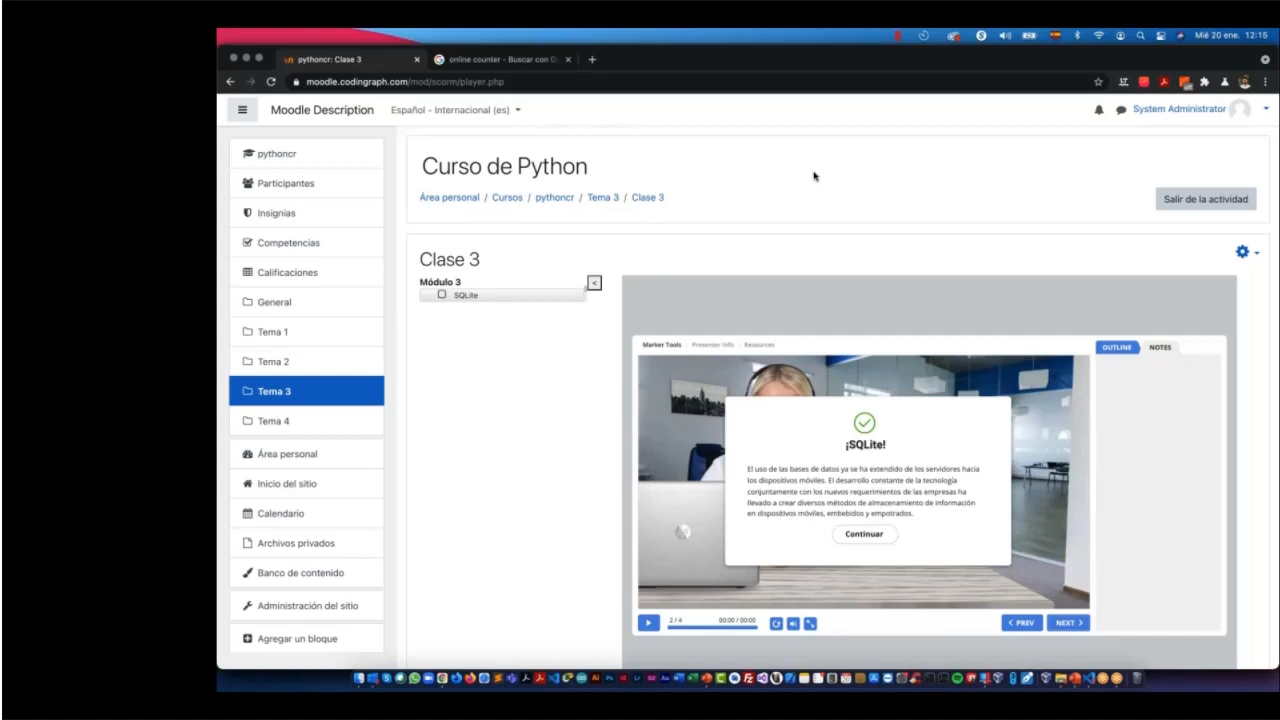 Mié 20 ene. 12:15
pythoncr: Clase 3
online counter - Buscar con G
moodle.codingraph.com/mod/scorm/player.php
Moodle Description
Español - Internacional (es)
System Administrator
pythoncr
Participantes
Insignias
Competencias
Calificaciones
General
Tema 1
Tema 2
Tema 3
Tema 4
Área personal
Inicio del sitio
Calendario
Archivos privados
Banco de contenido
Administración del sitio
Agregar un bloque
Curso de Python
Área personal / Cursos / pythoncr / Tema 3 / Clase 3
Salir de la actividad
Clase 3
Módulo 3
<
SQLite
Marker Tools Presenter Info Resources
OUTLINE NOTES
¡SQLite!
El uso de las bases de datos ya se ha extendido de los servidores hacia
los dispositivos móviles. El desarrollo constante de la tecnología
conjuntamente con los nuevos requerimientos de las empresas ha
llevado a crear diversos métodos de almacenamiento de información
en dispositivos móviles, embebidos y empotrados.
Continuar
2 / 4 00:00 / 00:00
< PREV NEXT >